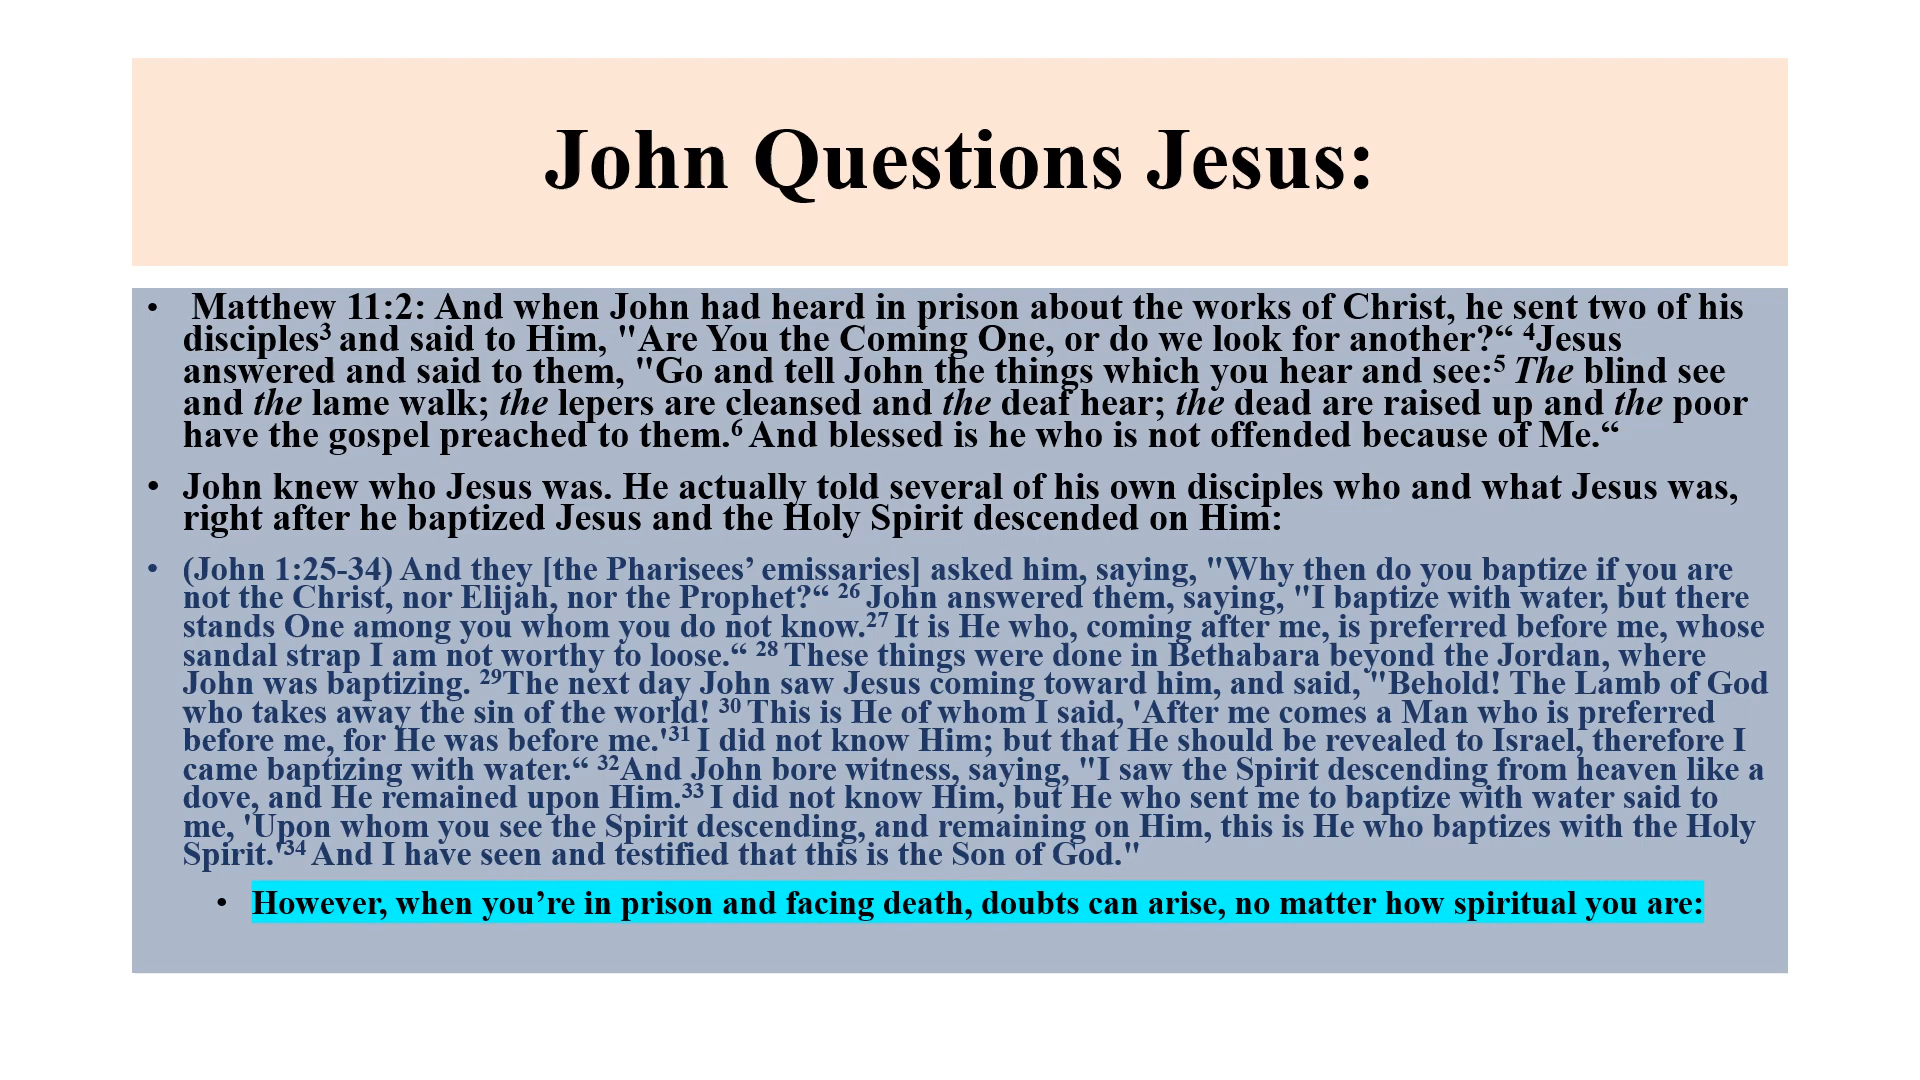 John Questions Jesus:
• Matthew 11:2: And when John had heard in prison about the works of Christ, he sent two of his
disciples³ and said to Him, "Are You the Coming One, or do we look for another?“ ⁴Jesus
answered and said to them, "Go and tell John the things which you hear and see:⁵ The blind see
and the lame walk; the lepers are cleansed and the deaf hear; the dead are raised up and the poor
have the gospel preached to them.⁶ And blessed is he who is not offended because of Me.“
• John knew who Jesus was. He actually told several of his own disciples who and what Jesus was,
right after he baptized Jesus and the Holy Spirit descended on Him:
• (John 1:25-34) And they [the Pharisees’ emissaries] asked him, saying, "Why then do you baptize if you are
not the Christ, nor Elijah, nor the Prophet?“ ²⁶ John answered them, saying, "I baptize with water, but there
stands One among you whom you do not know.²⁷ It is He who, coming after me, is preferred before me, whose
sandal strap I am not worthy to loose.“ ²⁸ These things were done in Bethabara beyond the Jordan, where
John was baptizing. ²⁹The next day John saw Jesus coming toward him, and said, "Behold! The Lamb of God
who takes away the sin of the world! ³⁰ This is He of whom I said, 'After me comes a Man who is preferred
before me, for He was before me.'³¹ I did not know Him; but that He should be revealed to Israel, therefore I
came baptizing with water.“ ³²And John bore witness, saying, "I saw the Spirit descending from heaven like a
dove, and He remained upon Him.³³ I did not know Him, but He who sent me to baptize with water said to
me, 'Upon whom you see the Spirit descending, and remaining on Him, this is He who baptizes with the Holy
Spirit.'³⁴ And I have seen and testified that this is the Son of God."
• However, when you’re in prison and facing death, doubts can arise, no matter how spiritual you are: